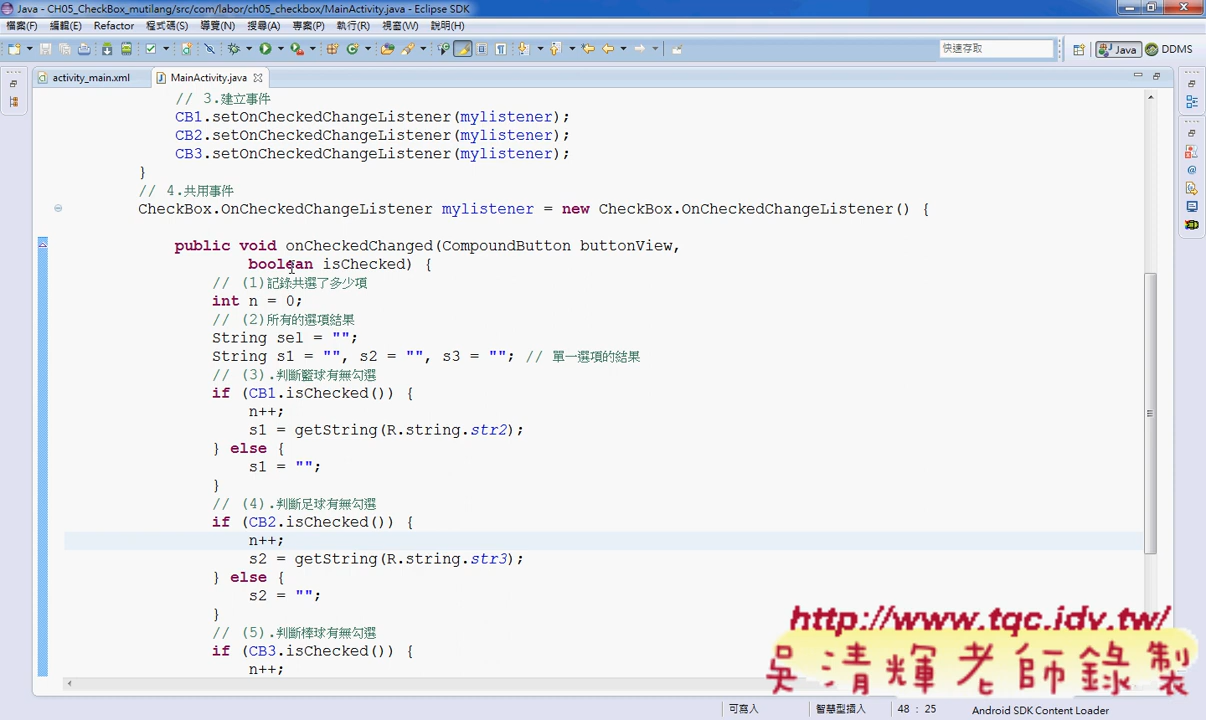 Java - CH05_CheckBox_mutilang/src/com/labor/ch05_checkbox/MainActivity.java - Eclipse SDK
檔案(F) 編輯(E) Refactor 程式碼(S) 導覽(N) 搜尋(A) 專案(P) 執行(R) 視窗(W) 說明(H)
快速存取 Java DDMS
activity_main.xml MainActivity.java
// 3.建立事件
CB1.setOnCheckedChangeListener(mylistener);
CB2.setOnCheckedChangeListener(mylistener);
CB3.setOnCheckedChangeListener(mylistener);
}
// 4.共用事件
CheckBox.OnCheckedChangeListener mylistener = new CheckBox.OnCheckedChangeListener() {
public void onCheckedChanged(CompoundButton buttonView,
boolean isChecked) {
// (1)記錄共選了多少項
int n = 0;
// (2)所有的選項結果
String sel = "";
String s1 = "", s2 = "", s3 = ""; // 單一選項的結果
// (3).判斷籃球有無勾選
if (CB1.isChecked()) {
n++;
s1 = getString(R.string.str2);
} else {
s1 = "";
}
// (4).判斷足球有無勾選
if (CB2.isChecked()) {
n++;
s2 = getString(R.string.str3);
} else {
s2 = "";
}
// (5).判斷棒球有無勾選
if (CB3.isChecked()) {
n++;
http://www.tqc.idv.tw/
吳清輝老師錄製
可寫入 智慧型插入 48 : 25 Android SDK Content Loader